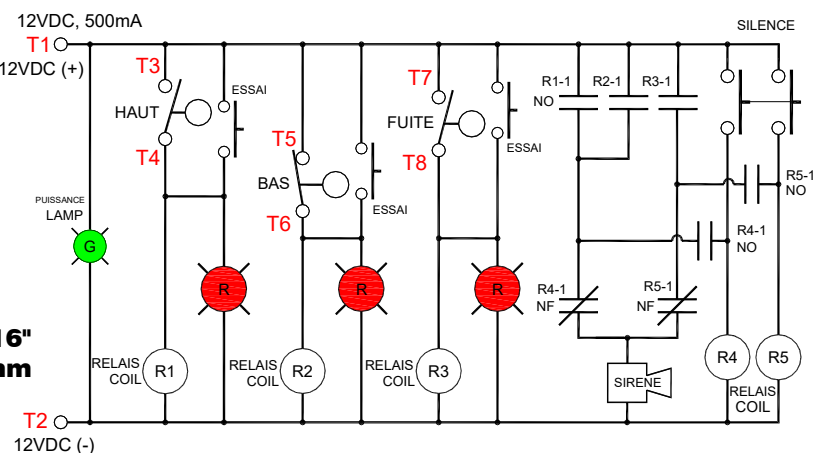 12VDC, 500mA
T1
12VDC (+)
SILENCE
T3
HAUT
T4
ESSAI
T5
BAS
T6
ESSAI
T7
FUITE
T8
ESSAI
R1-1
NO
R2-1
R3-1
R5-1
NO
R4-1
NO
PUISSANCE
LAMP
G
R
R
R
R4-1
NF
R5-1
NF
16"
RELAIS
COIL
R1
RELAIS
COIL
R2
RELAIS
COIL
R3
SIRENE
R4
R5
RELAIS
COIL
T2
12VDC (-)